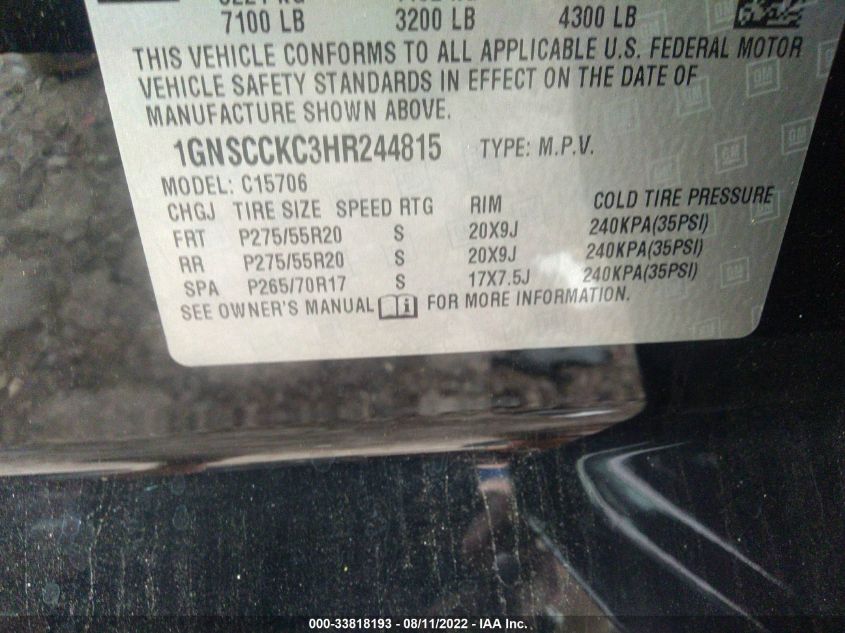 7100 LB 3200 LB 4300 LB
THIS VEHICLE CONFORMS TO ALL APPLICABLE U.S. FEDERAL MOTOR
VEHICLE SAFETY STANDARDS IN EFFECT ON THE DATE OF
MANUFACTURE SHOWN ABOVE.
1GNSCCKC3HR244815 TYPE: M.P.V.
MODEL: C15706
CHGJ TIRE SIZE SPEED RTG RIM COLD TIRE PRESSURE
FRT P275/55R20 S 20X9J 240KPA(35PSI)
RR P275/55R20 S 20X9J 240KPA(35PSI)
SPA P265/70R17 S 17X7.5J 240KPA(35PSI)
SEE OWNER'S MANUAL FOR MORE INFORMATION.
000-33818193 - 08/11/2022 - IAA Inc.